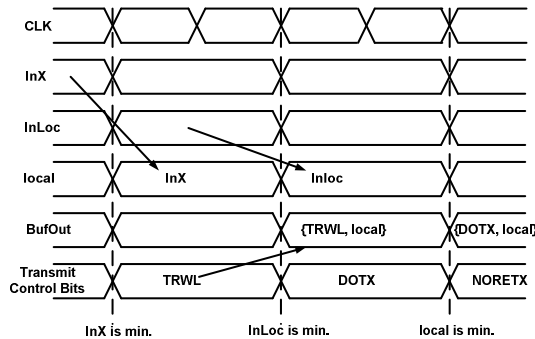 CLK
InX
InLoc
local InX Inloc
BufOut {TRWL, local} {DOTX, local}
Transmit
Control Bits TRWL DOTX NORETX
InX is min. InLoc is min. local is min.